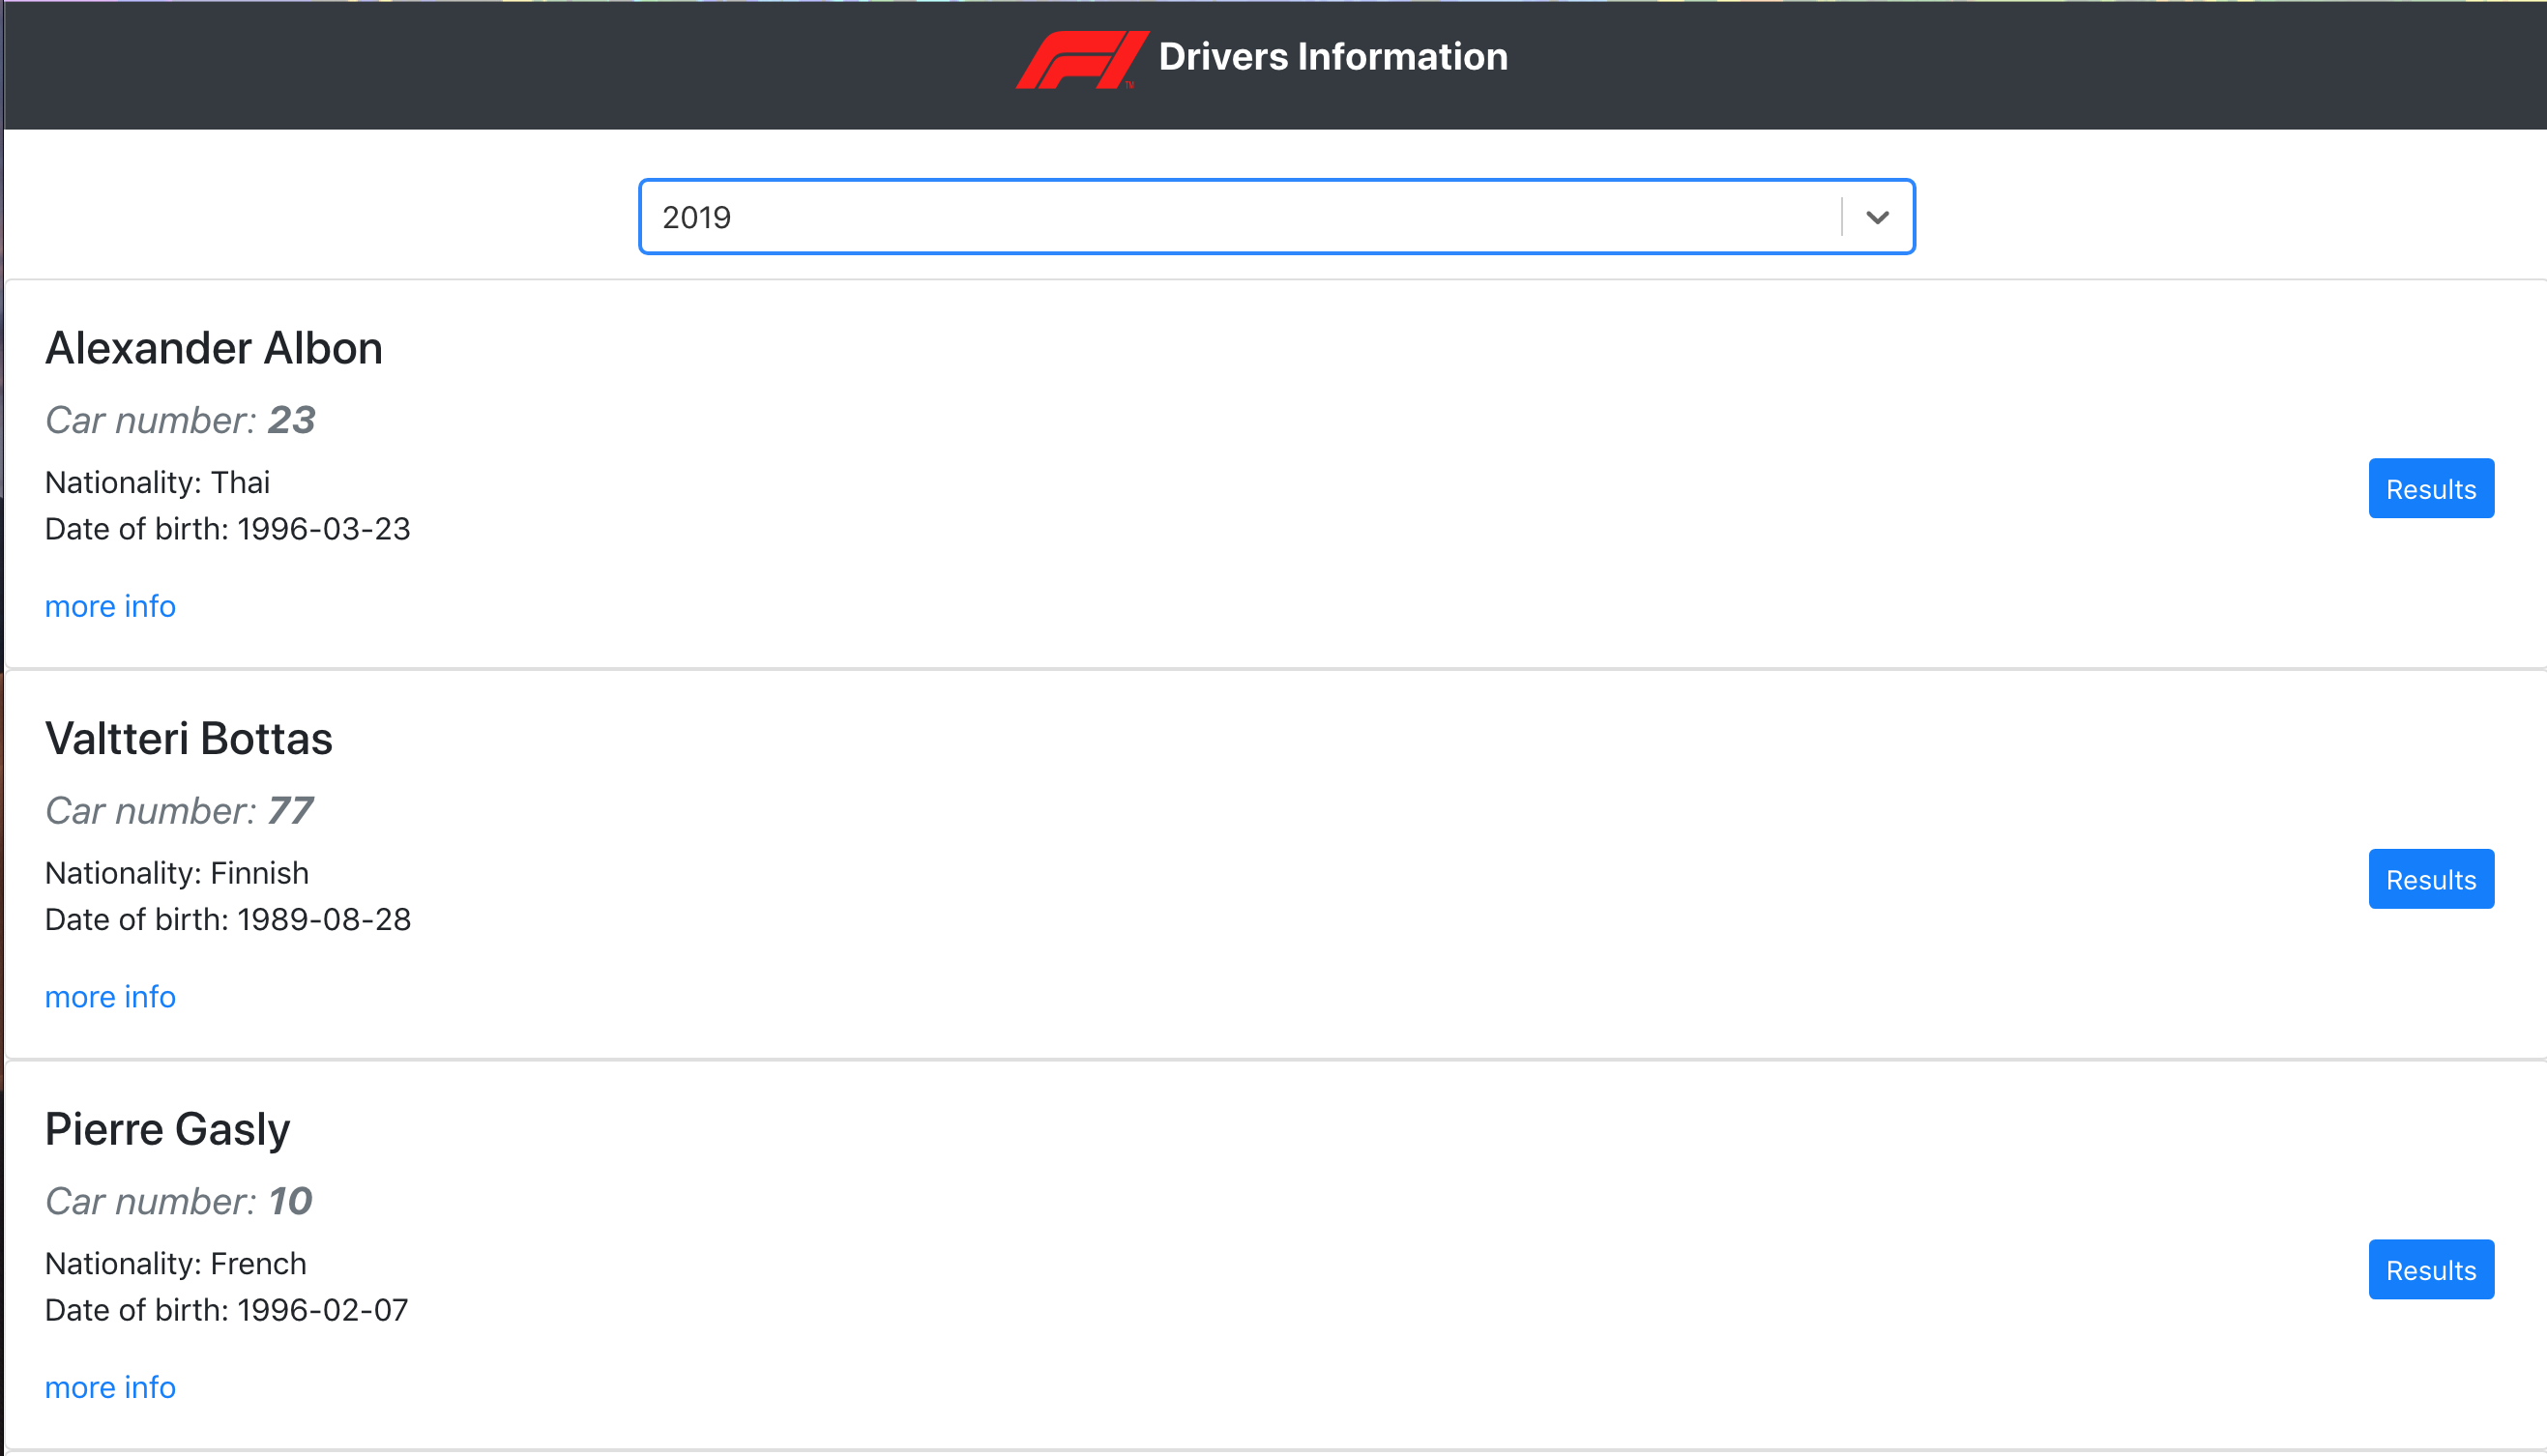 F1 Drivers Information
2019
Alexander Albon
Car number: 23
Nationality: Thai
Date of birth: 1996-03-23
Results
more info
Valtteri Bottas
Car number: 77
Nationality: Finnish
Date of birth: 1989-08-28
Results
more info
Pierre Gasly
Car number: 10
Nationality: French
Date of birth: 1996-02-07
Results
more info